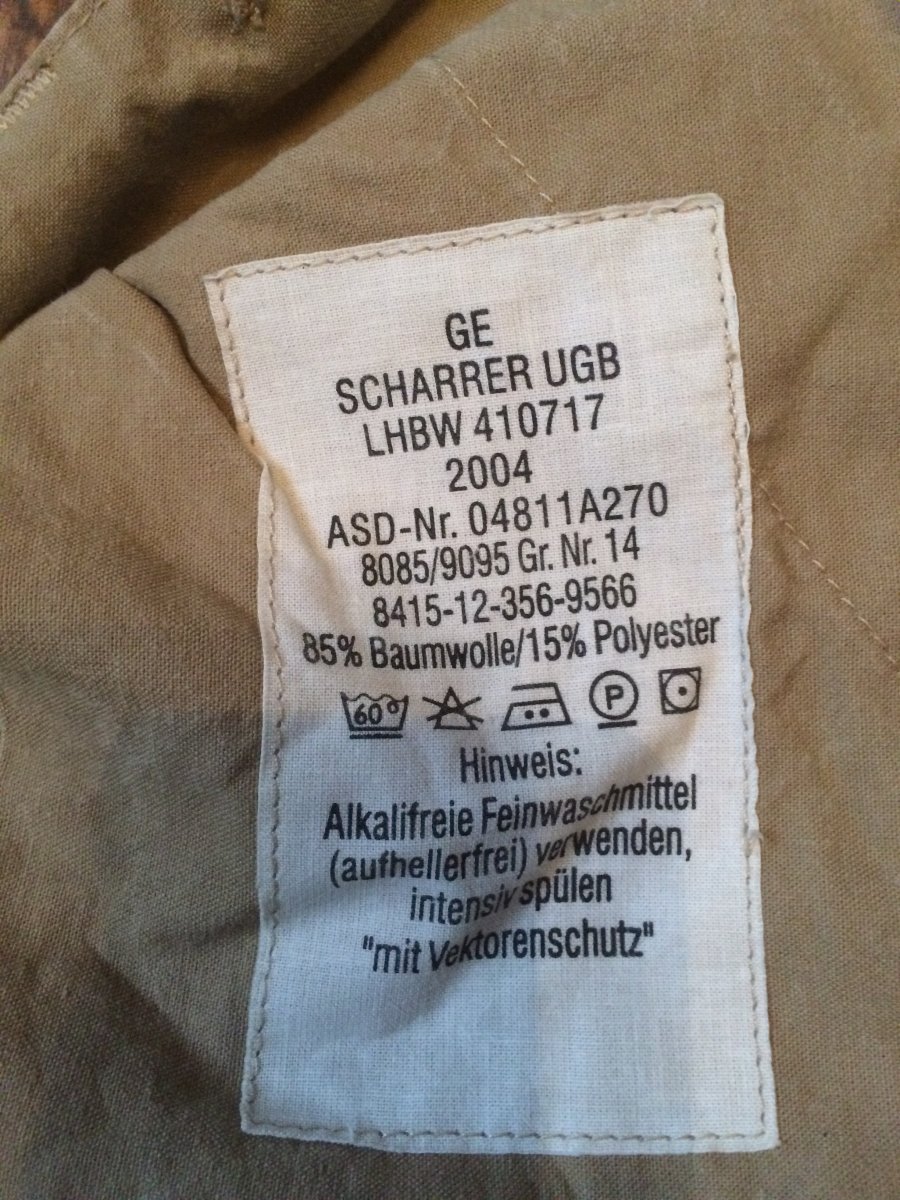 GE
SCHARRER UGB
LHBW 410717
2004
ASD-Nr. 04811A270
8085/9095 Gr. Nr. 14
8415-12-356-9566
85% Baumwolle/15% Polyester
60° P
Hinweis:
Alkalifreie Feinwaschmittel
(aufhellerfrei) verwenden,
intensiv spülen
"mit Vektorenschutz"